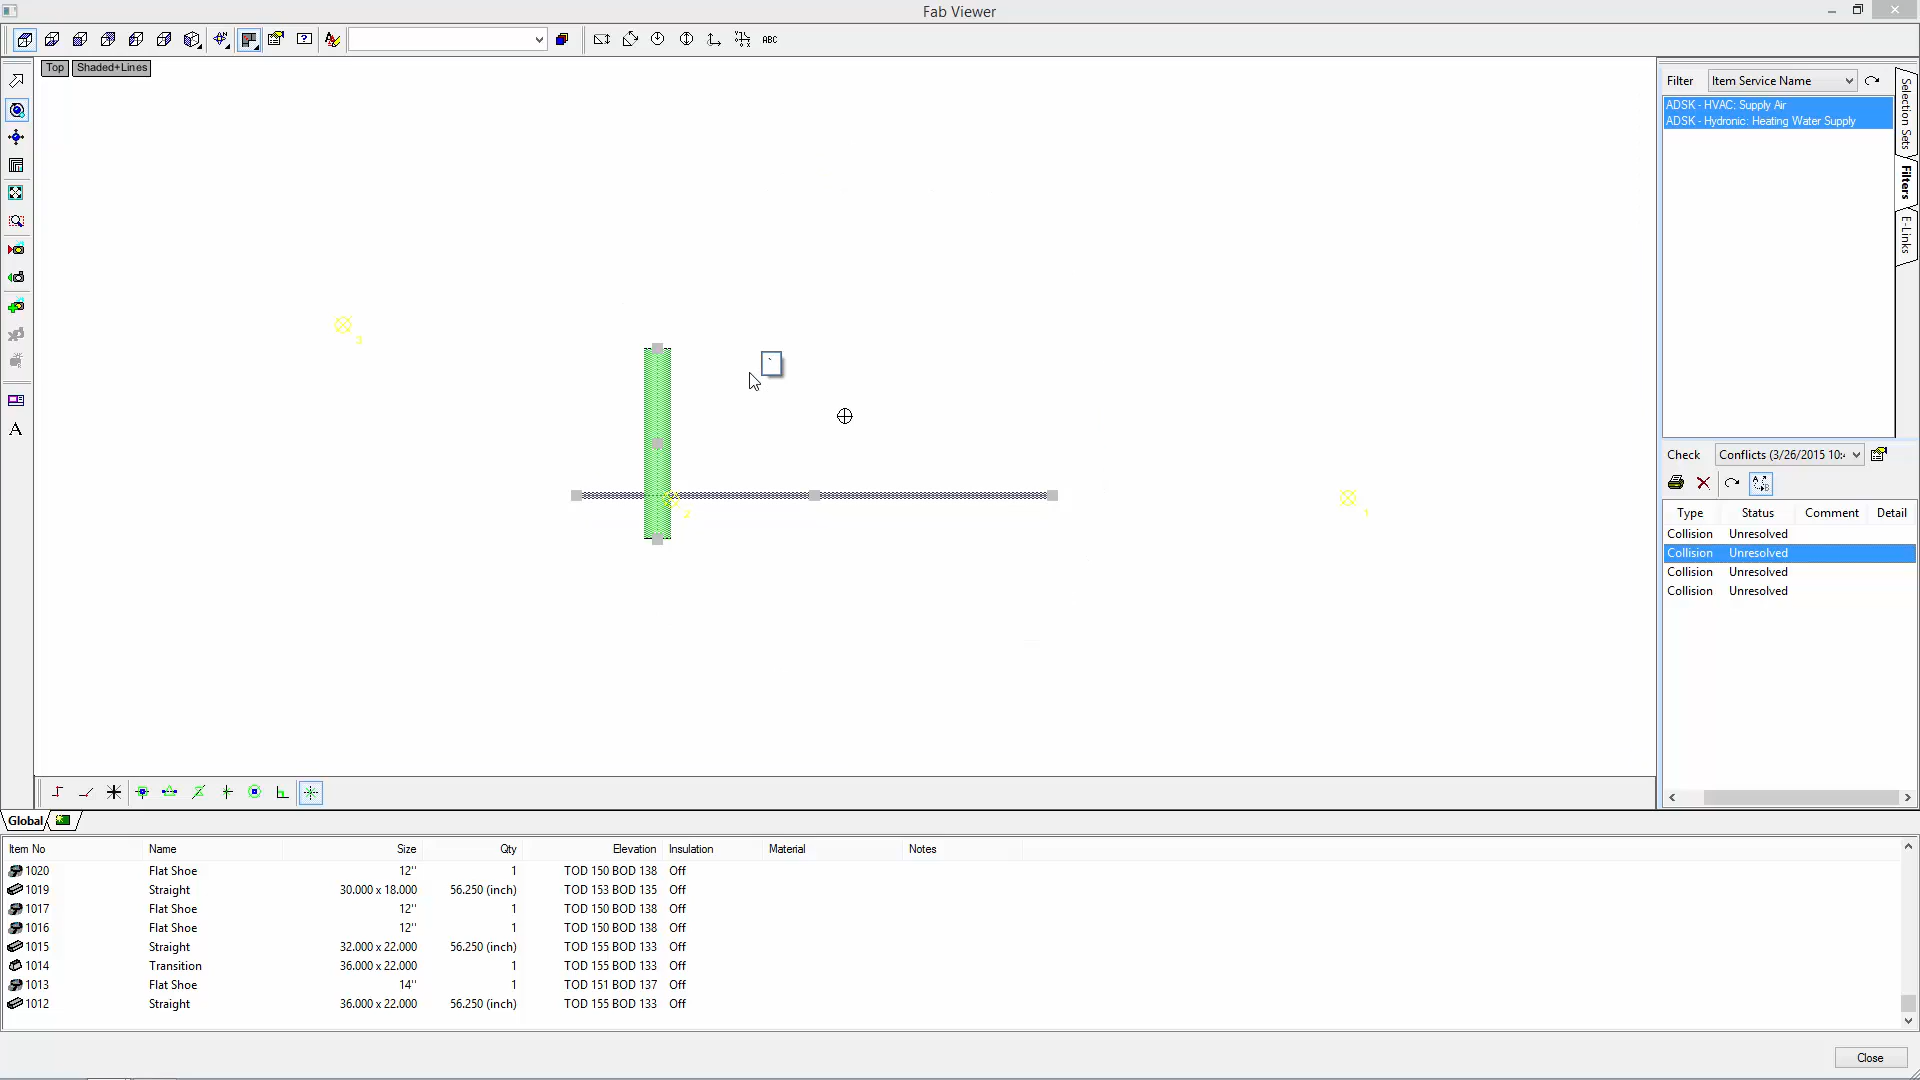 Fab Viewer
ABC
Top Shaded+Lines
Filter Item Service Name
ADSK - HVAC: Supply Air
ADSK - Hydronic: Heating Water Supply
Selection Sets
Filters
E-Links
3
2
1
Check Conflicts (3/26/2015 10:
Type Status Comment Detail
Collision Unresolved
Collision Unresolved
Collision Unresolved
Collision Unresolved
A
Global
Item No Name Size Qty Elevation Insulation Material Notes
1020 Flat Shoe 12" 1 TOD 150 BOD 138 Off
1019 Straight 30.000 x 18.000 56.250 (inch) TOD 153 BOD 135 Off
1017 Flat Shoe 12" 1 TOD 150 BOD 138 Off
1016 Flat Shoe 12" 1 TOD 150 BOD 138 Off
1015 Straight 32.000 x 22.000 56.250 (inch) TOD 155 BOD 133 Off
1014 Transition 36.000 x 22.000 1 TOD 155 BOD 133 Off
1013 Flat Shoe 14" 1 TOD 151 BOD 137 Off
1012 Straight 36.000 x 22.000 56.250 (inch) TOD 155 BOD 133 Off
Close